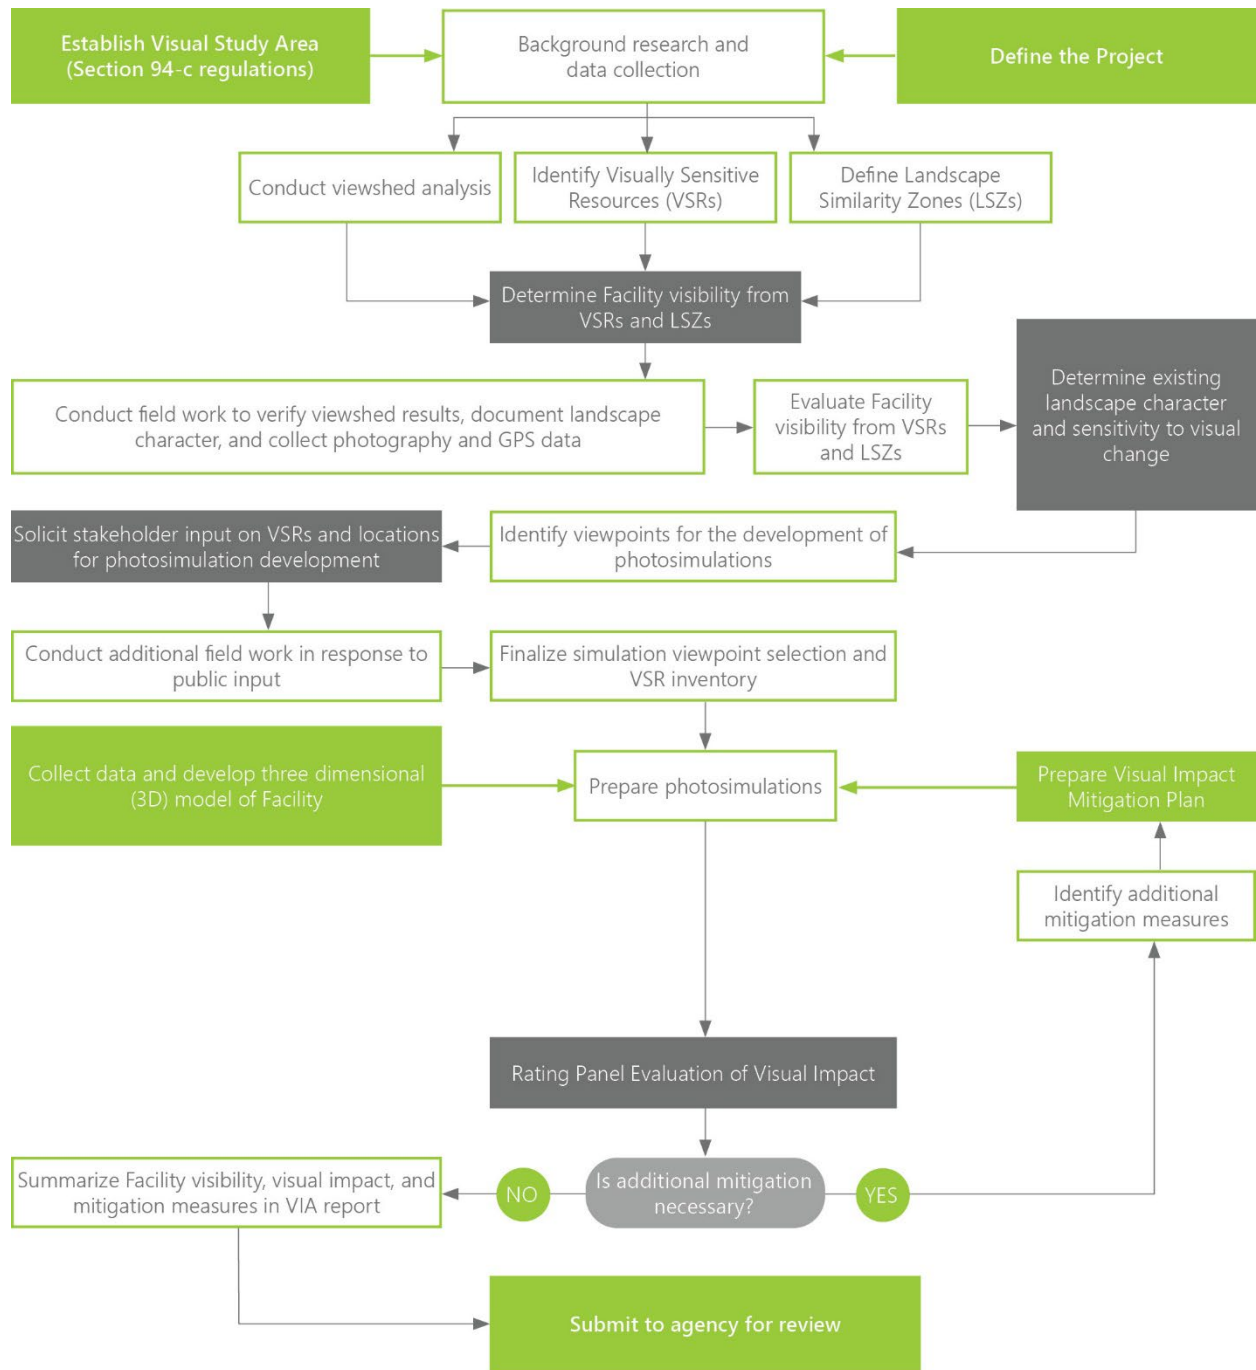 Establish Visual Study Area
(Section 94-c regulations)
Background research and
data collection
Define the Project
Conduct viewshed analysis
Identify Visually Sensitive
Resources (VSRs)
Define Landscape
Similarity Zones (LSZs)
Determine Facility visibility from
VSRs and LSZs
Conduct field work to verify viewshed results, document landscape
character, and collect photography and GPS data
Evaluate Facility
visibility from VSRs
and LSZs
Determine existing
landscape character
and sensitivity to visual
change
Solicit stakeholder input on VSRs and locations
for photosimulation development
Identify viewpoints for the development of
photosimulations
Conduct additional field work in response to
public input
Finalize simulation viewpoint selection and
VSR inventory
Collect data and develop three dimensional
(3D) model of Facility
Prepare photosimulations
Prepare Visual Impact
Mitigation Plan
Identify additional
mitigation measures
Rating Panel Evaluation of Visual Impact
Summarize Facility visibility, visual impact, and
mitigation measures in VIA report
NO
Is additional mitigation
necessary?
YES
Submit to agency for review